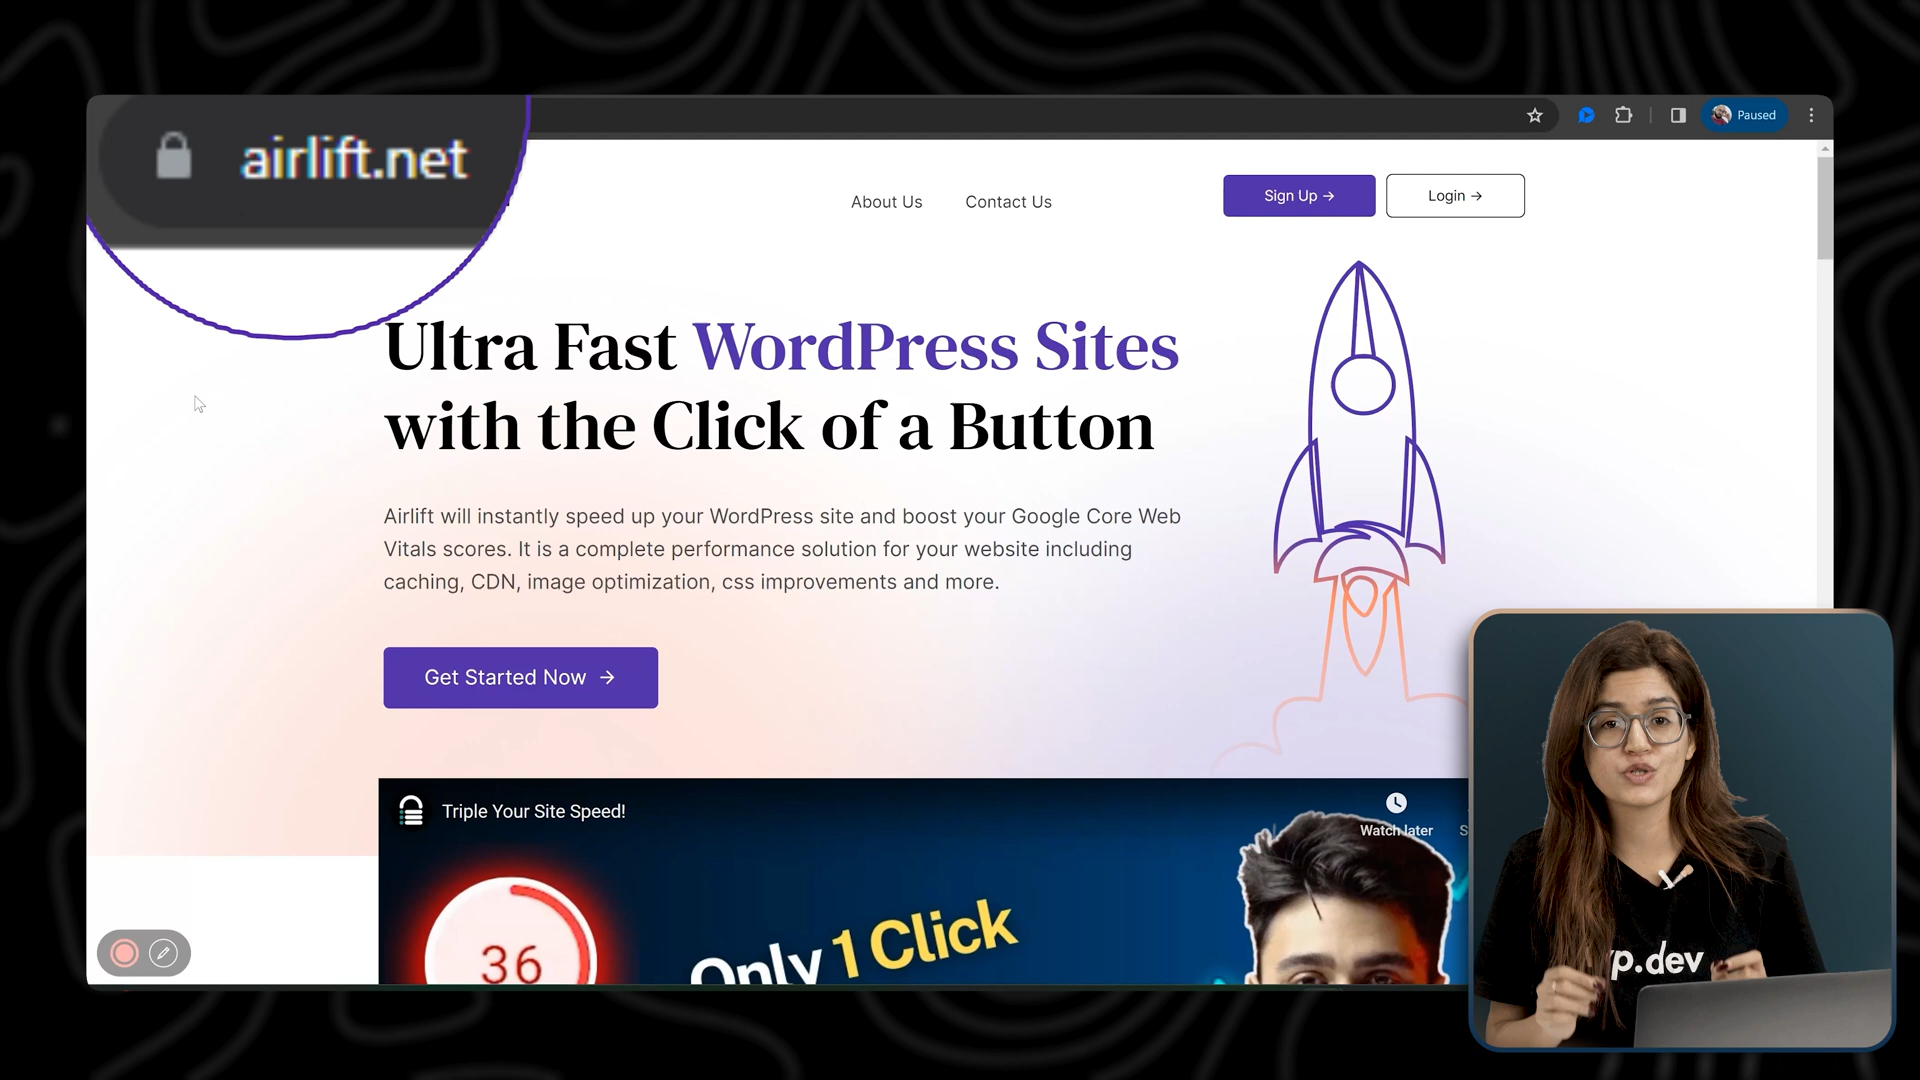 airlift.net
Paused
About Us
Contact Us
Sign Up →
Login →
Ultra Fast WordPress Sites
with the Click of a Button
Airlift will instantly speed up your WordPress site and boost your Google Core Web
Vitals scores. It is a complete performance solution for your website including
caching, CDN, image optimization, css improvements and more.
Get Started Now →
Triple Your Site Speed!
Watch later
36
Only 1 Click
p.dev